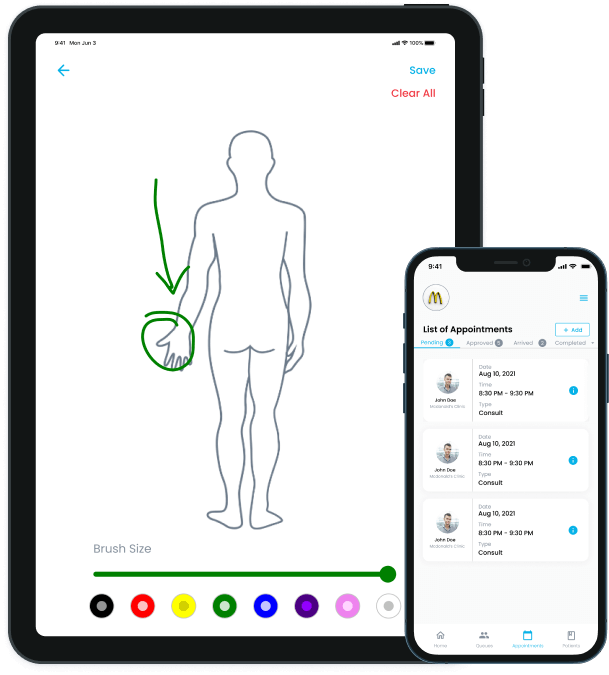 9:41 Mon Jun 3
100%
Save
Clear All
Brush Size
9:41
M
List of Appointments
+ Add
Pending
Approved
Arrived
2
Completed
Date
Aug 10, 2021
Time
8:30 PM - 9:30 PM
Type
Consult
John Doe
Mcdonald's Clinic
Date
Aug 10, 2021
Time
8:30 PM - 9:30 PM
Type
Consult
John Doe
Mcdonald's Clinic
Date
Aug 10, 2021
Time
8:30 PM - 9:30 PM
Type
Consult
John Doe
Mcdonald's Clinic
Home
Queues
Appointments
Patients